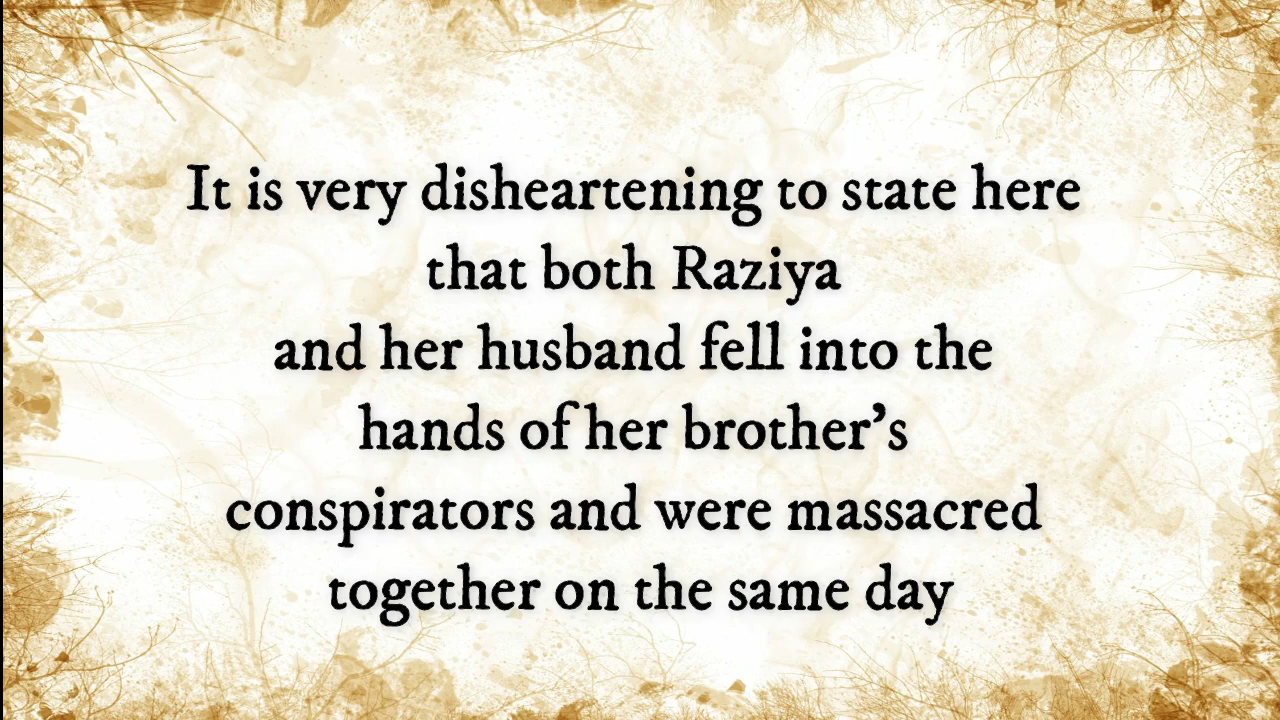 It is very disheartening to state here
that both Raziya
and her husband fell into the
hands of her brother’s
conspirators and were massacred
together on the same day